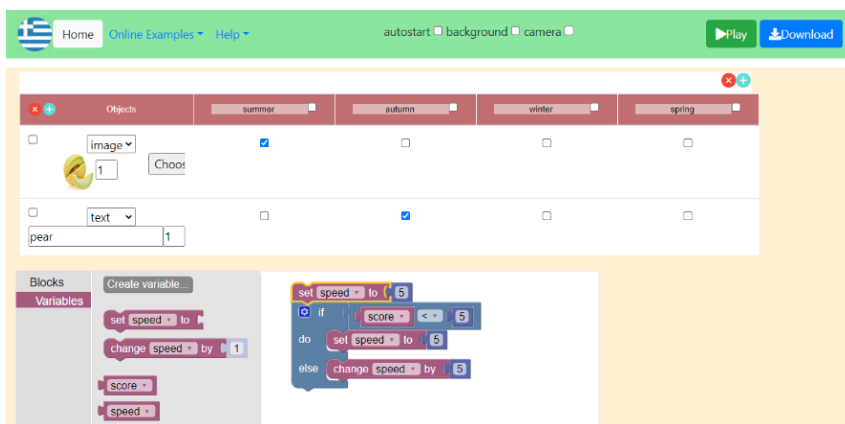 Home Online Examples Help autostart background camera Play Download
Objects summer autumn winter spring
image
1 Choos
text
pear 1
Blocks
Variables
Create variable...
set speed to
change speed by 1
score
speed
set speed to 5
if score < 5
do set speed to 5
else change speed by 5